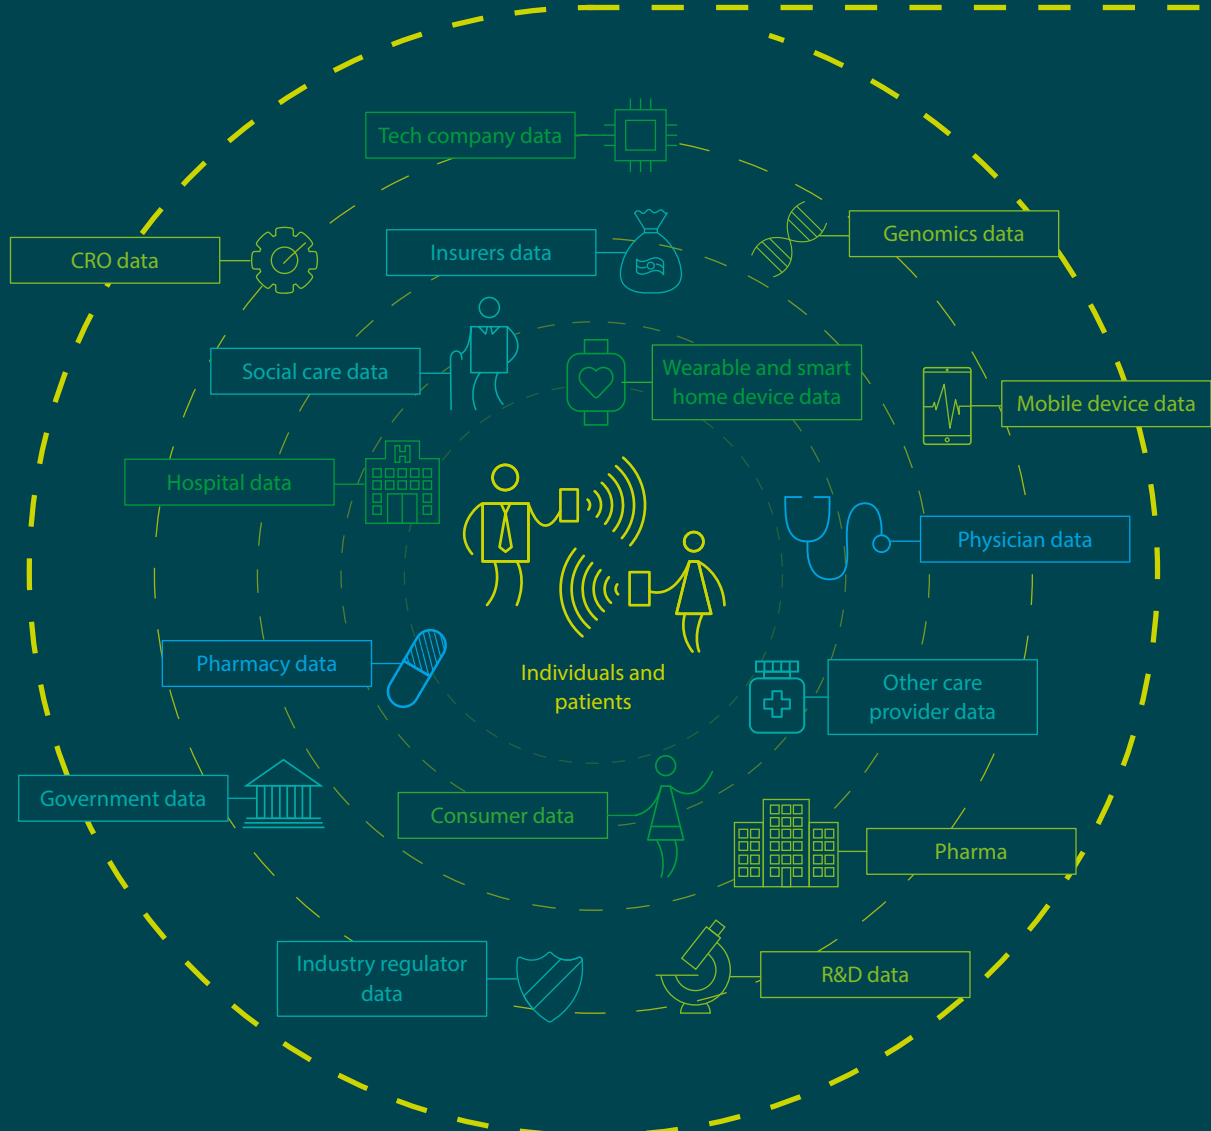 Tech company data
Genomics data
CRO data
Insurers data
Social care data
Wearable and smart
home device data
Mobile device data
H
Hospital data
Physician data
Pharmacy data
Individuals and
patients
Other care
provider data
Government data
Consumer data
Pharma
Industry regulator
data
R&D data